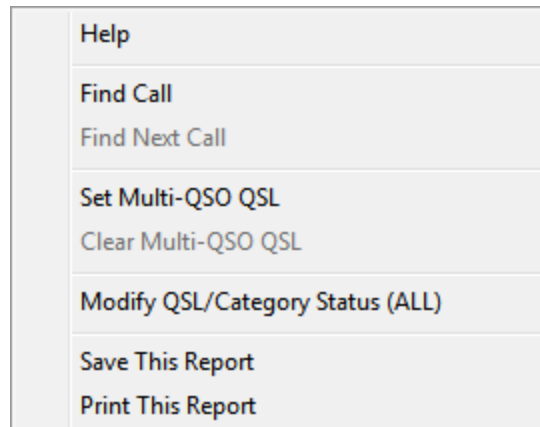 Help
Find Call
Find Next Call
Set Multi-QSO QSL
Clear Multi-QSO QSL
Modify QSL/Category Status (ALL)
Save This Report
Print This Report